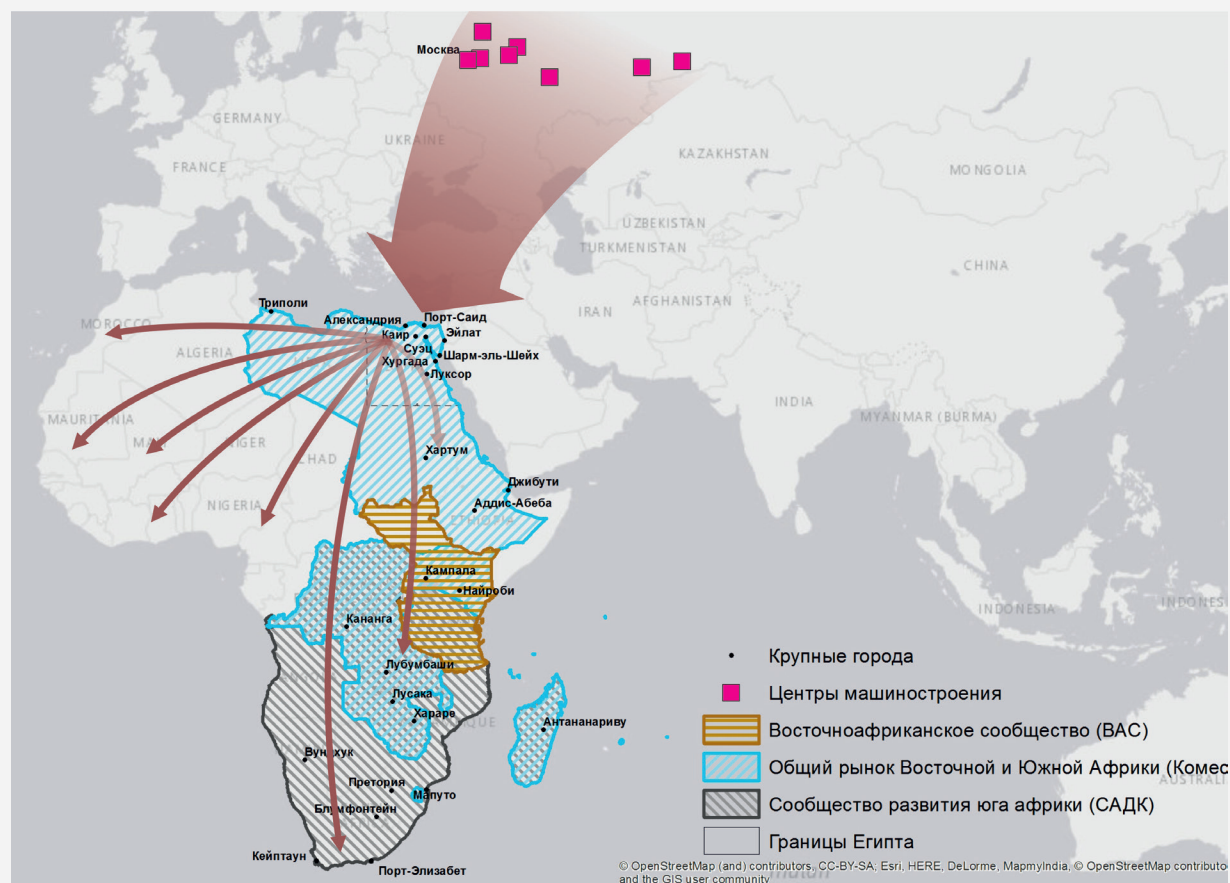 Москва
GERMANY
UKRAINE
FRANCE
KAZAKHSTAN
MONGOLIA
UZBEKISTAN
TURKMENISTAN
CHINA
IRAN
AFGHANISTAN
Триполи
Александрия
Порт-Саид
MOROCCO
Каир
Эйлат
ALGERIA
Суэц
Шарм-эль-Шейх
Хургада
Луксор
INDIA
MAURITANIA
MYANMAR (BURMA)
NIGER
CHAD
Хартум
Джибути
NIGERIA
Аддис-Абеба
ETHIOPIA
Кампала
Найроби
INDONESIA
INDONES
Кананга
Лубумбаши
Крупные города
Лусака
Центры машиностроения
Хараре
QUE
Антананариву
Восточноафриканское сообщество (ВАС)
Общий рынок Восточной и Южной Африки (Комес
AUSTRALI
Претория
Мапуто
Сообщество развития юга африки (САДК)
Блумфонтейн
Границы Египта
Кейптаун
Порт-Элизабет
© OpenStreetMap (and) contributors, CC-BY-SA; Esri, HERE, DeLorme, MapmyIndia, © OpenStreetMap contributo
and the GIS user community